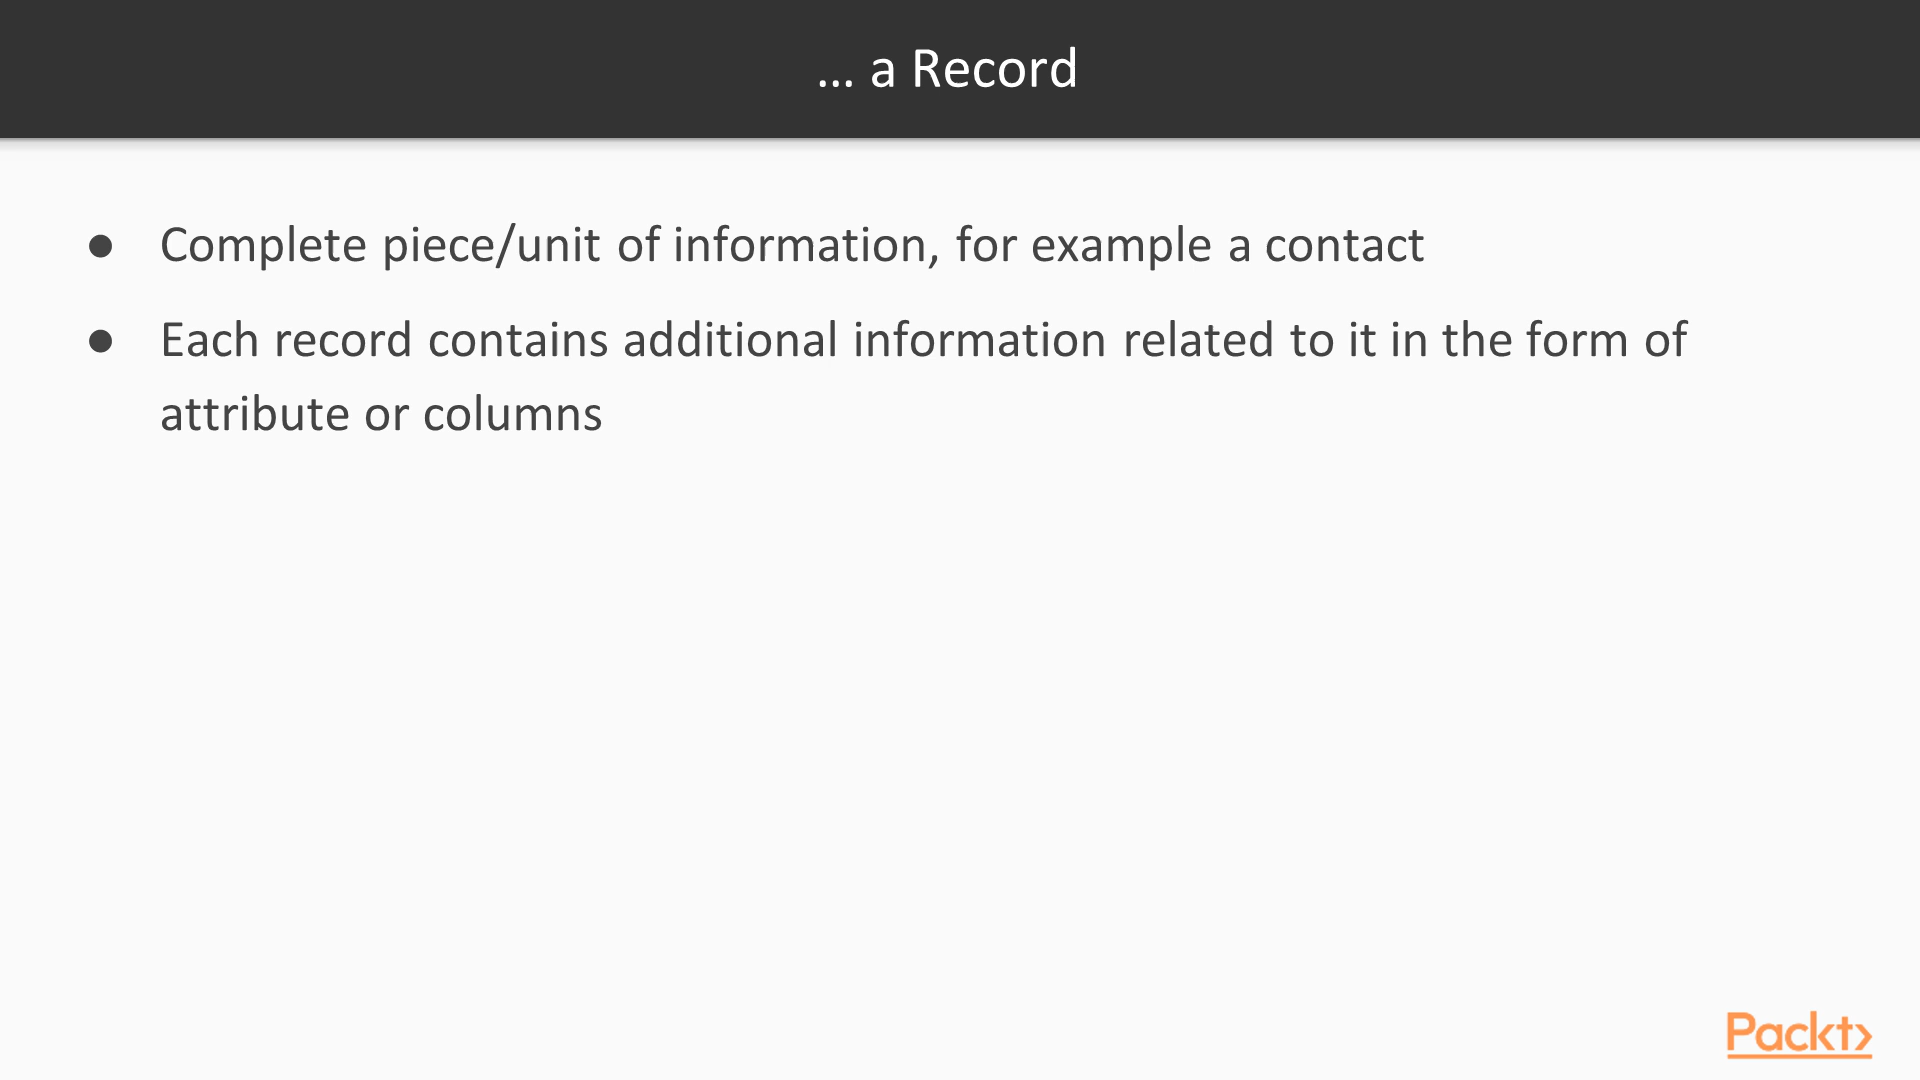 ... a Record
● Complete piece/unit of information, for example a contact
● Each record contains additional information related to it in the form of
attribute or columns
Packt>